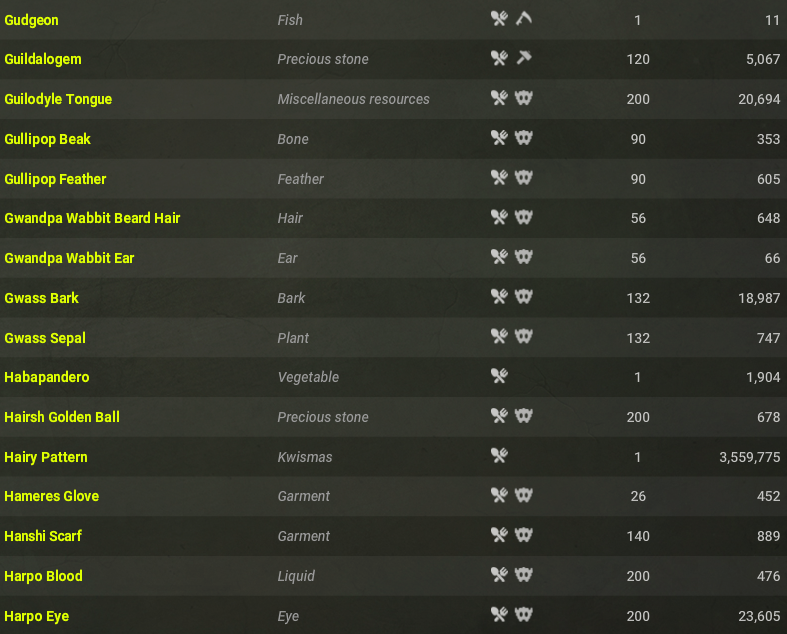 Gudgeon Fish 1 11
Guildalogem Precious stone 120 5,067
Guilodyle Tongue Miscellaneous resources 200 20,694
Gullipop Beak Bone 90 353
Gullipop Feather Feather 90 605
Gwandpa Wabbit Beard Hair Hair 56 648
Gwandpa Wabbit Ear Ear 56 66
Gwass Bark Bark 132 18,987
Gwass Sepal Plant 132 747
Habapandero Vegetable 1 1,904
Hairsh Golden Ball Precious stone 200 678
Hairy Pattern Kwismas 1 3,559,775
Hameres Glove Garment 26 452
Hanshi Scarf Garment 140 889
Harpo Blood Liquid 200 476
Harpo Eye Eye 200 23,605